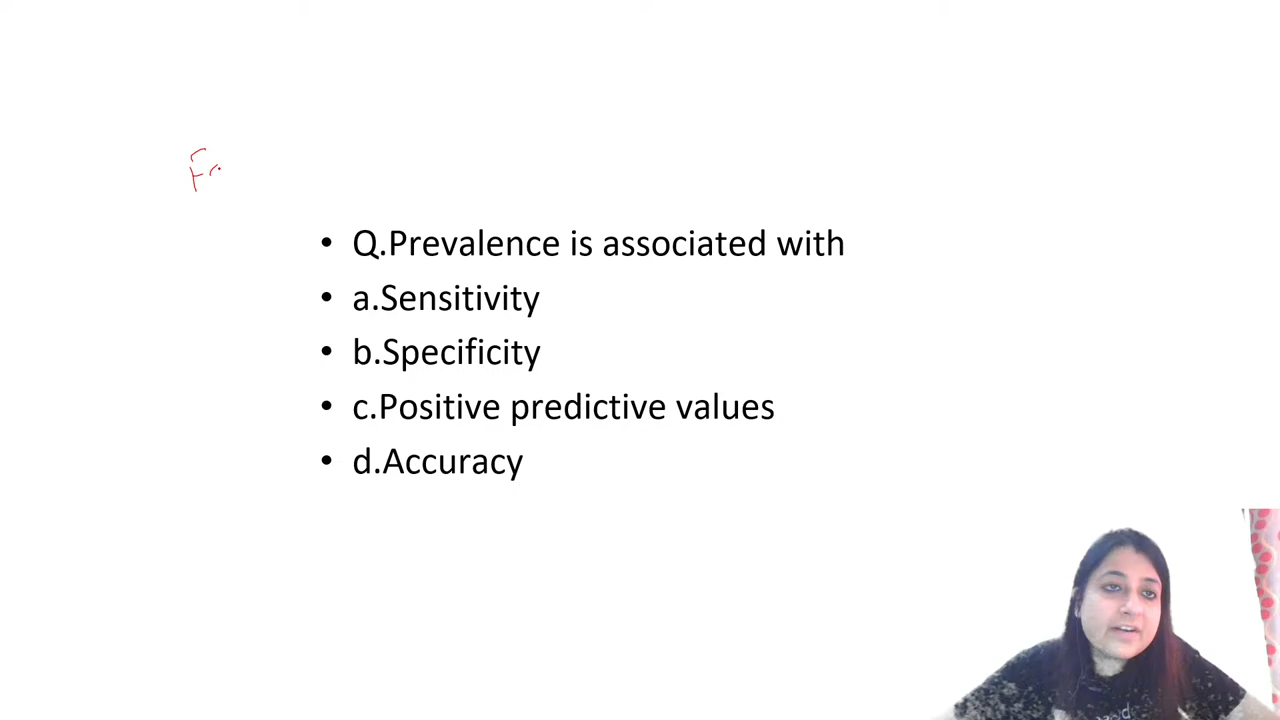 • Q.Prevalence is associated with
• a.Sensitivity
• b.Specificity
• c.Positive predictive values
• d.Accuracy